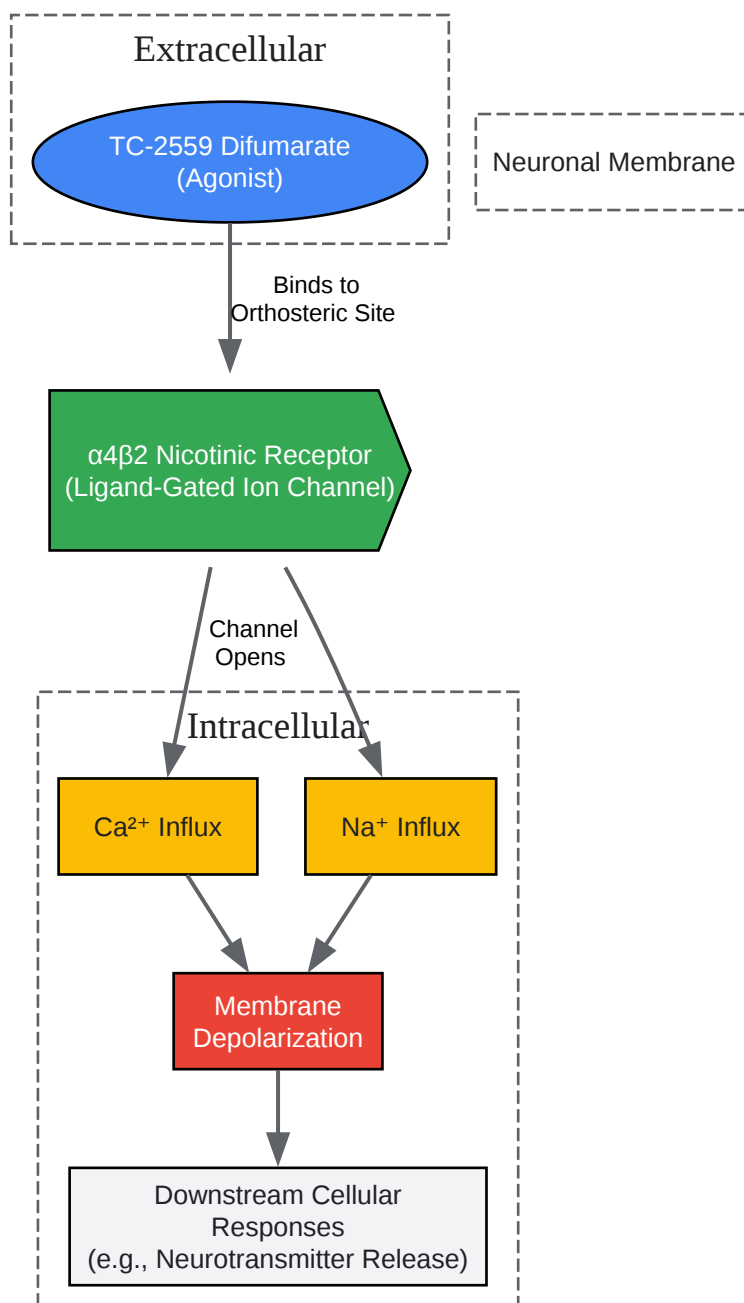 Extracellular
TC-2559 Difumarate
(Agonist)
Neuronal Membrane
Binds to
Orthosteric Site
α4β2 Nicotinic Receptor
(Ligand-Gated Ion Channel)
Channel
Opens
Intracellular
Ca²⁺ Influx
Na⁺ Influx
Membrane
Depolarization
Downstream Cellular
Responses
(e.g., Neurotransmitter Release)